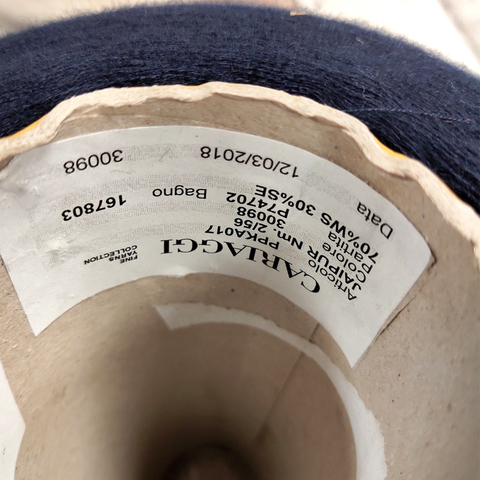 CARIAGGI FINE YARNS COLLECTION
Articolo PPKA017
JAIPUR Nm. 2/56
Colore 30098
Partita P74702 Bagno 167803
70%WS 30%SE
Data 12/03/2018 30098